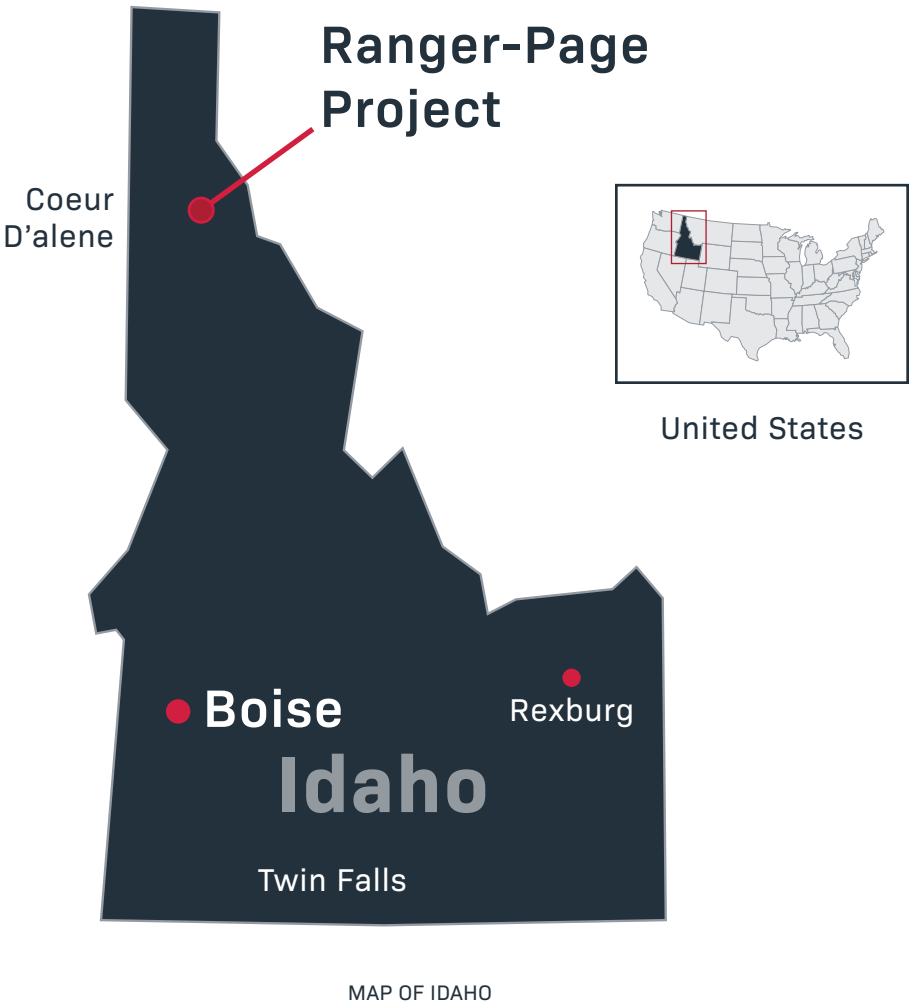 Ranger-Page
Project
Coeur
D'alene
United States
Boise
Rexburg
Idaho
Twin Falls
MAP OF IDAHO